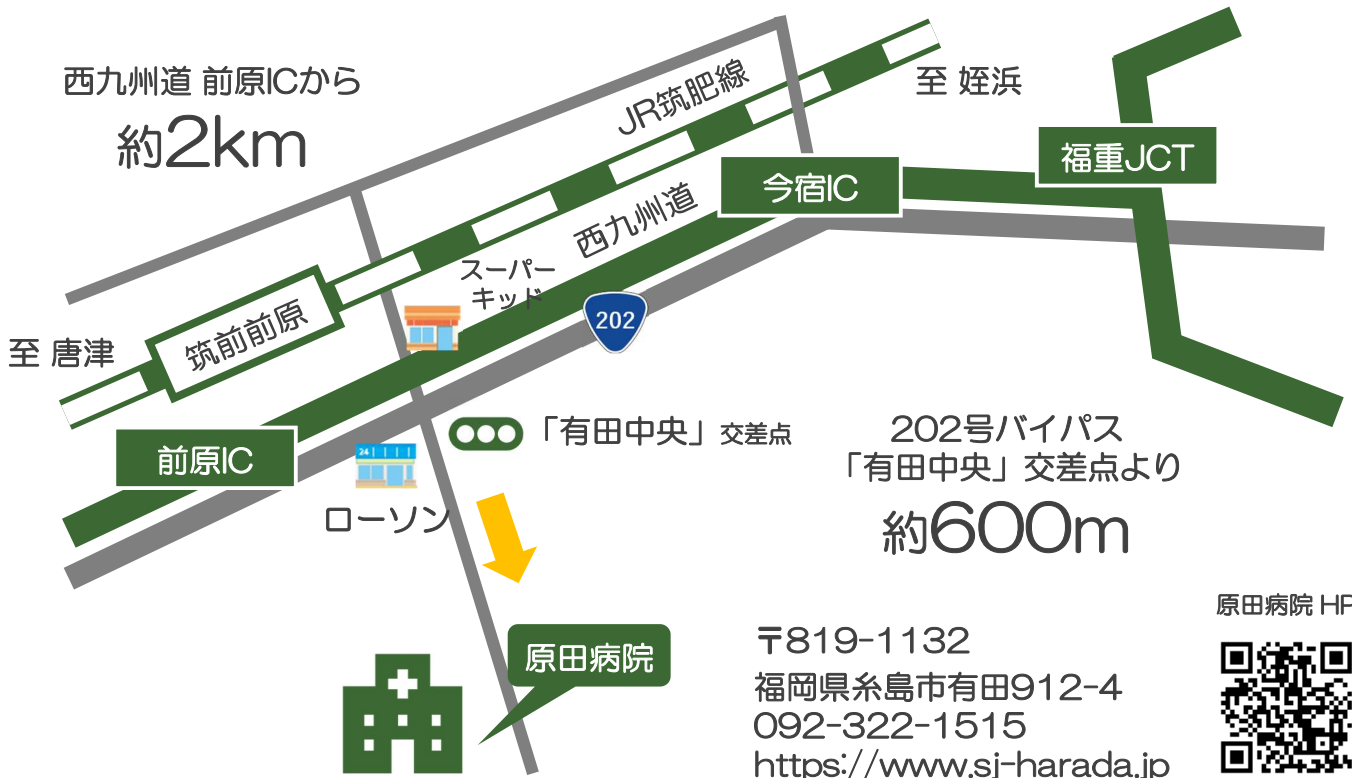 西九州道 前原ICから
約2km
JR筑肥線
至 姪浜
福重JCT
今宿IC
西九州道
スーパー
キッド
202
筑前前原
至 唐津
前原IC
24
「有田中央」交差点
ローソン
202号バイパス
「有田中央」交差点より
約600m
原田病院
原田病院 HP
〒819-1132
福岡県糸島市有田912-4
092-322-1515
https://www.sj-harada.jp